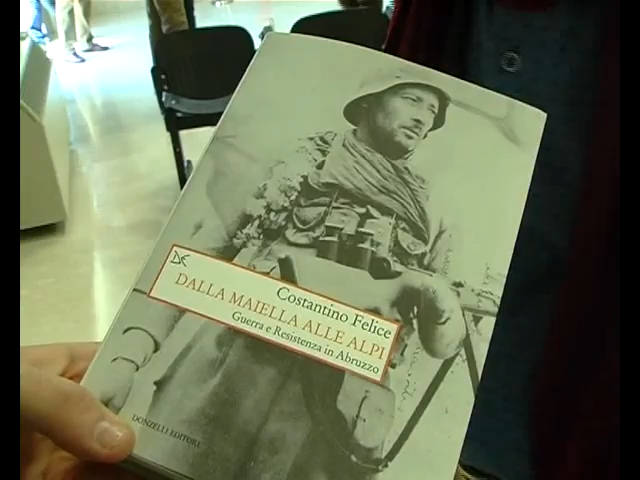 Costantino Felice
DALLA MAIELLA ALLE ALPI
Guerra e Resistenza in Abruzzo
DONZELLI EDITORE